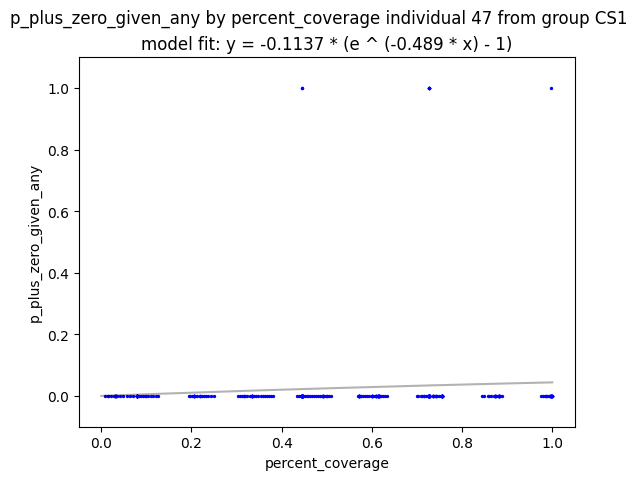 p_plus_zero_given_any by percent_coverage individual 47 from group CS1
model fit: y = -0.1137 * (e ^ (-0.489 * x) - 1)
1.0
0.8
0.6
0.4
0.2
0.0
p_plus_zero_given_any
0.0 0.2 0.4 0.6 0.8 1.0
percent_coverage